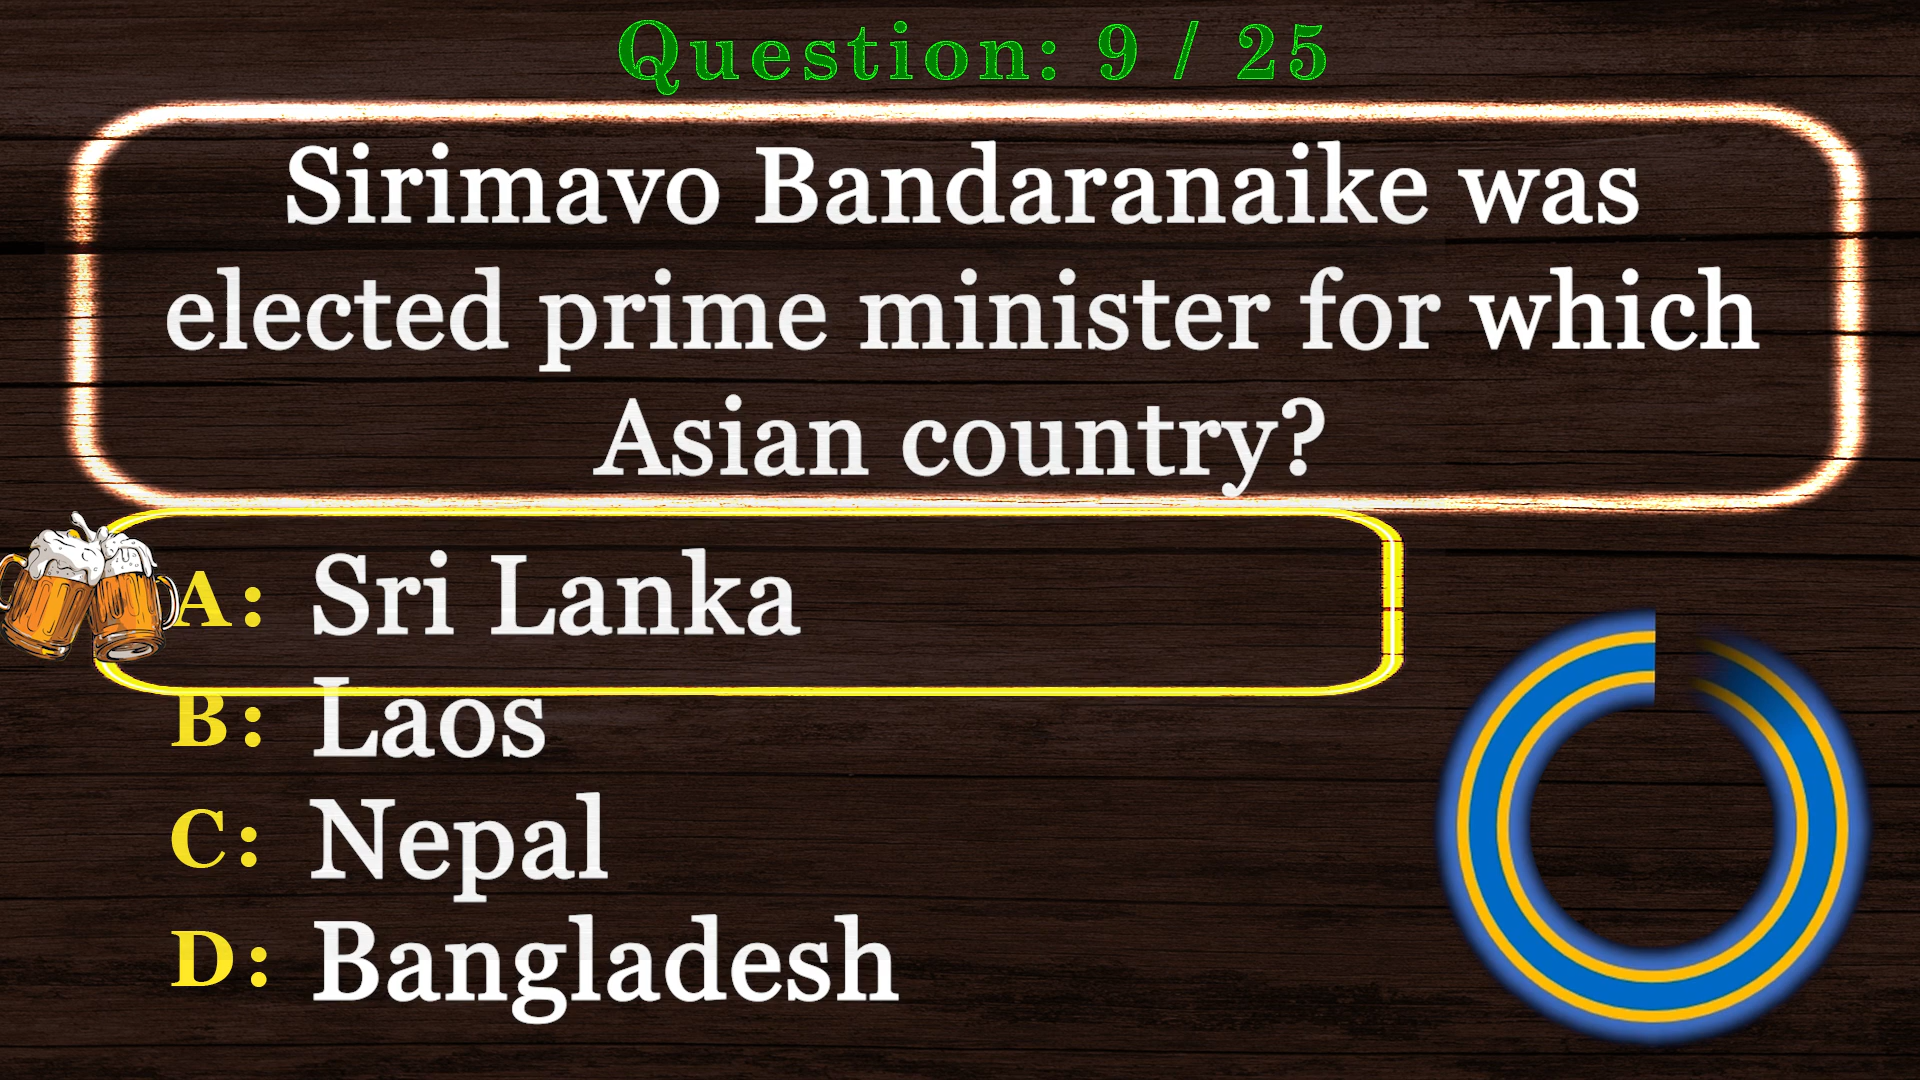 Question: 9 / 25
Sirimavo Bandaranaike was
elected prime minister for which
Asian country?
A: Sri Lanka
B: Laos
C: Nepal
D: Bangladesh